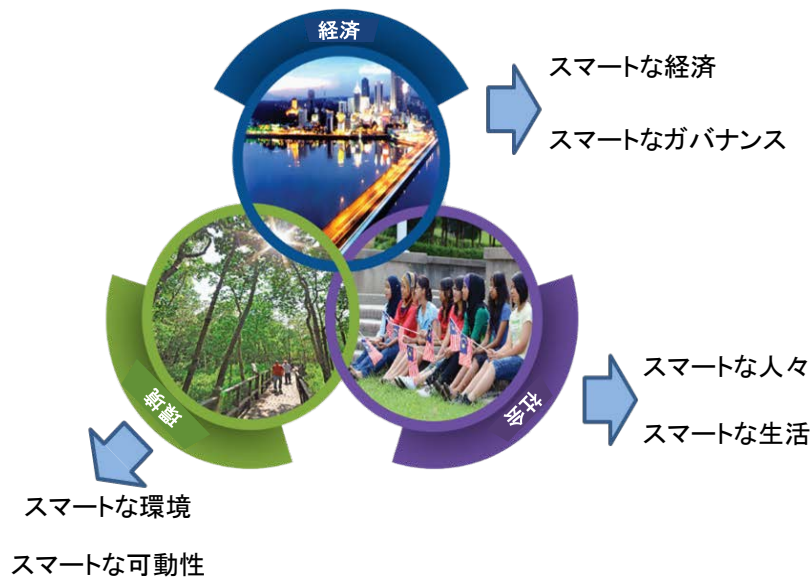 経済
スマートな経済
スマートなガバナンス
スマートな人々
社会
スマートな生活
環境
スマートな環境
スマートな可動性